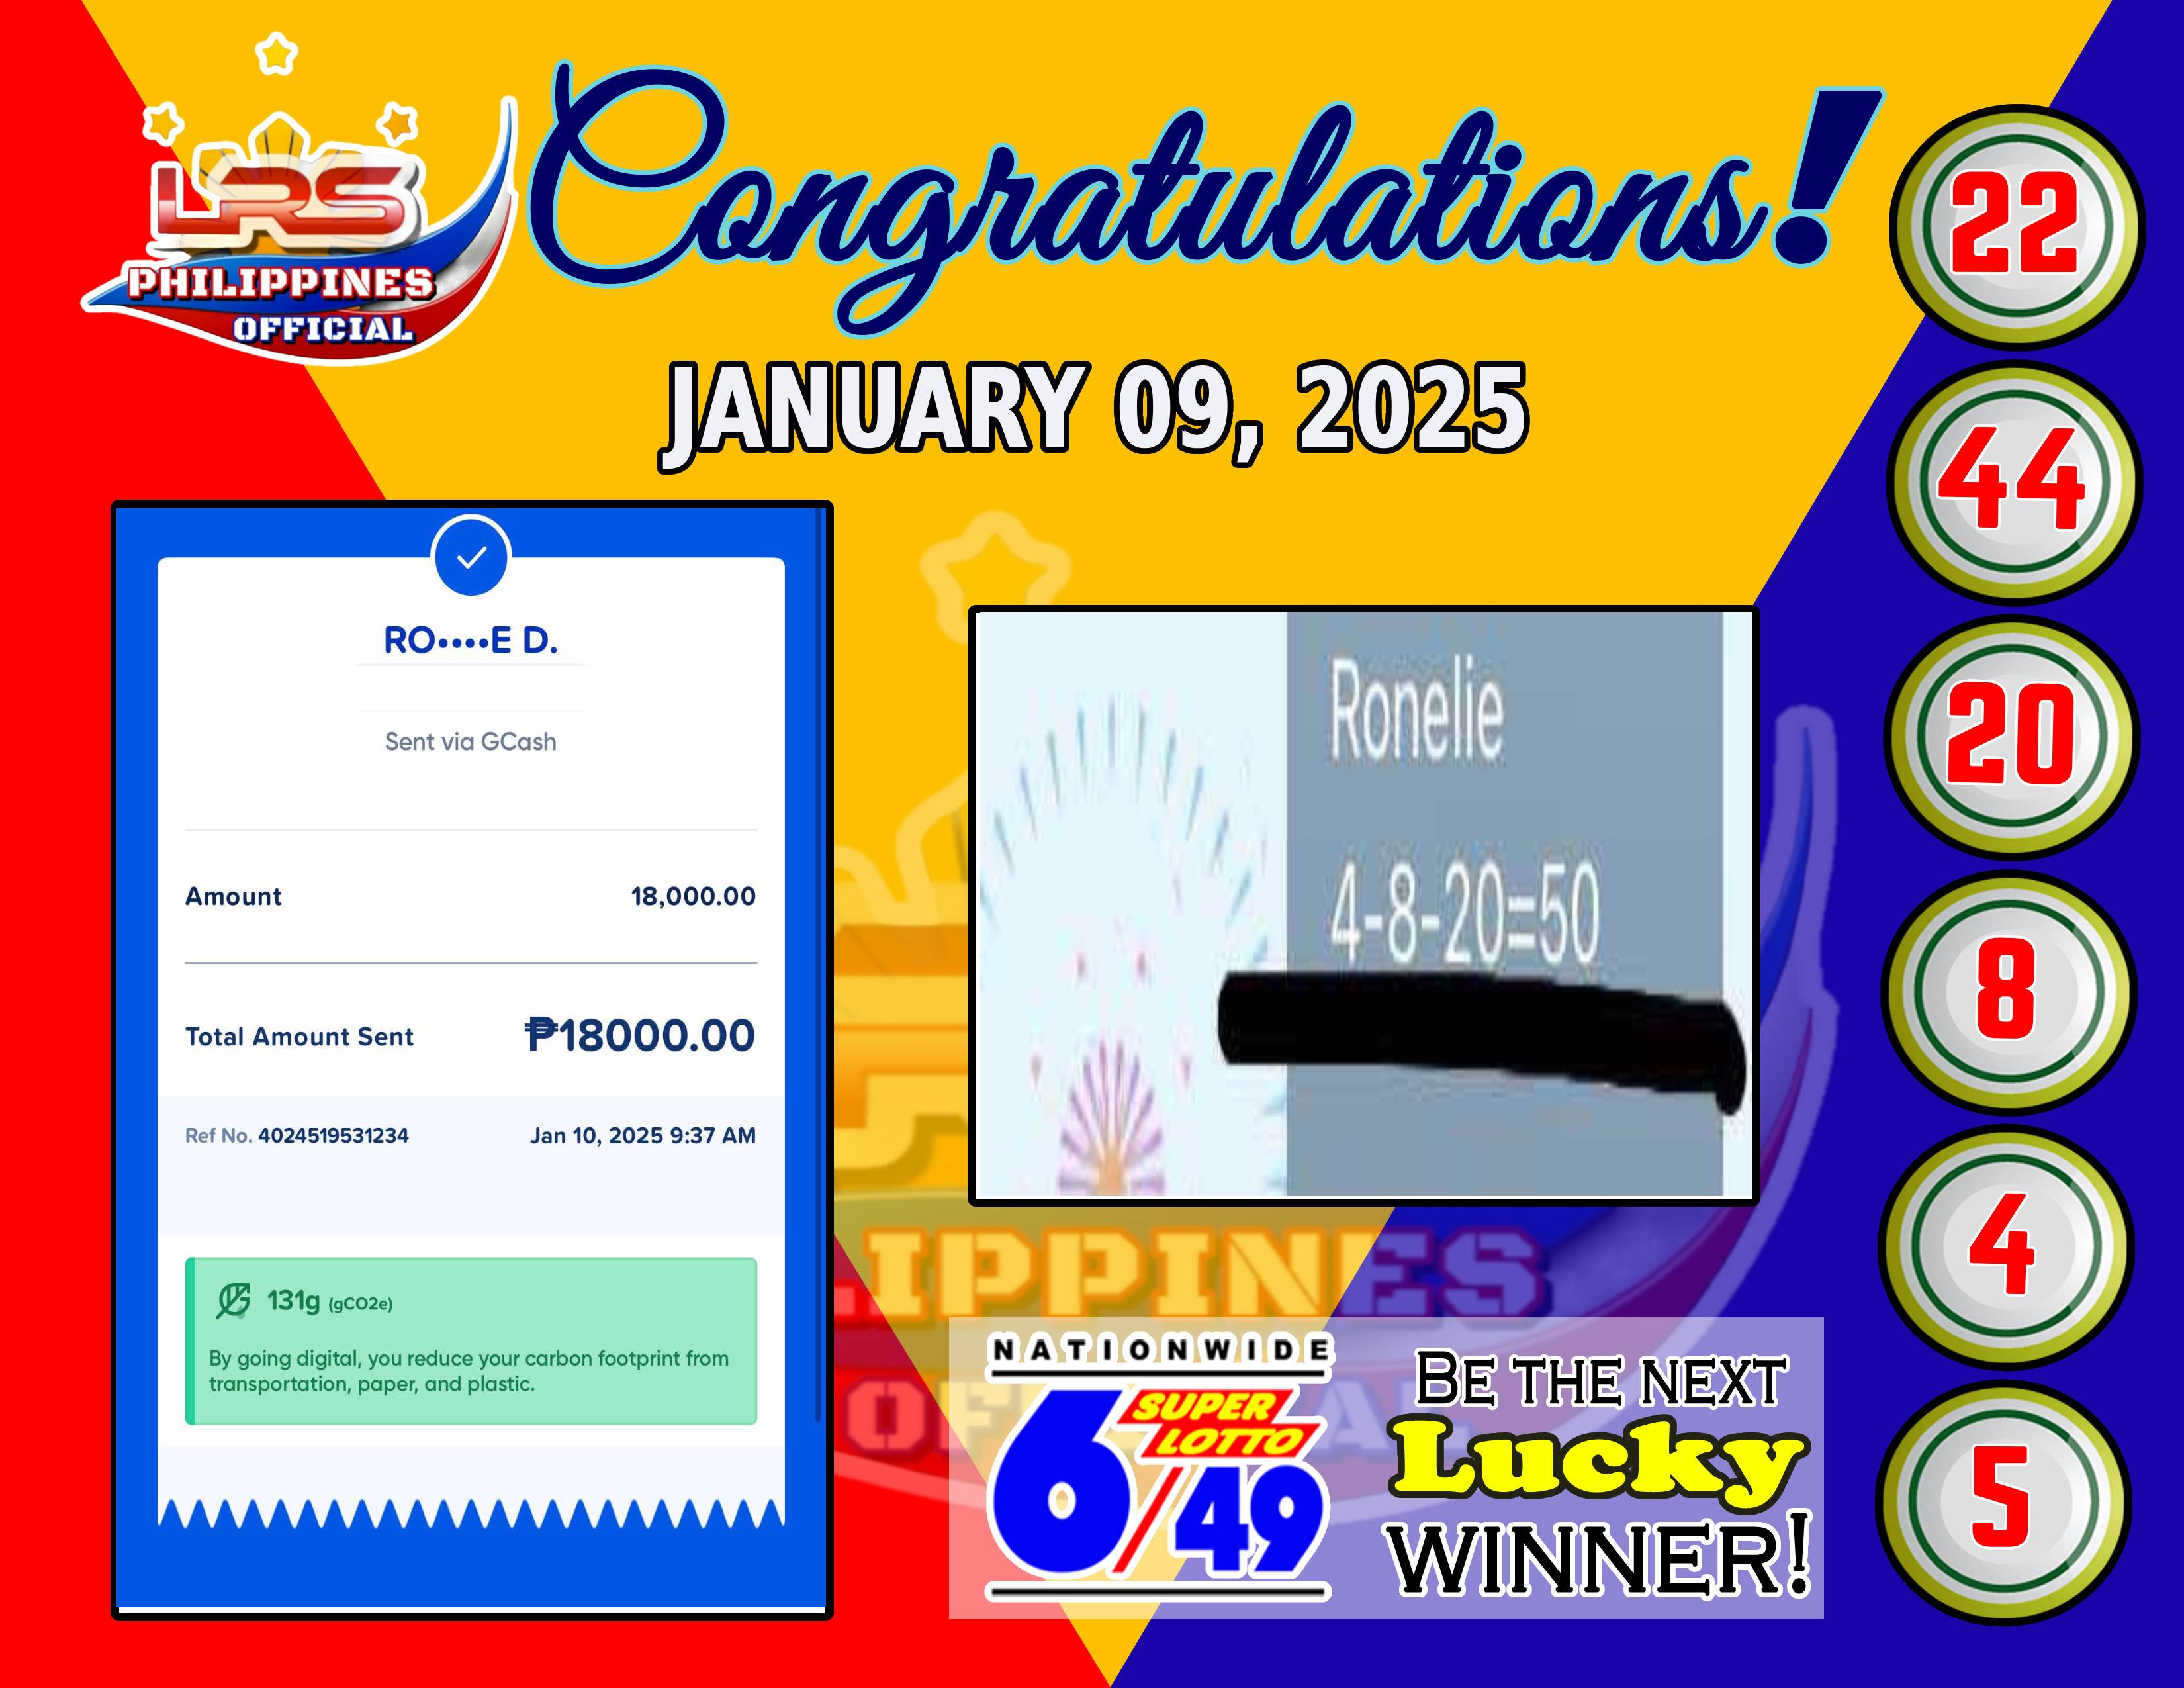 LRS
PHILIPPINES
OFFICIAL
Congratulations!
JANUARY 09, 2025
RO••••E D.
Sent via GCash
Amount 18,000.00
Total Amount Sent ₱18000.00
Ref No. 4024519531234 Jan 10, 2025 9:37 AM
131g (gCO2e)
By going digital, you reduce your carbon footprint from
transportation, paper, and plastic.
Ronelie
4-8-20=50
LIPPINES
NATIONWIDE
SUPER
LOTTO
6/49
BE THE NEXT
Lucky
WINNER!
22
44
20
8
4
5